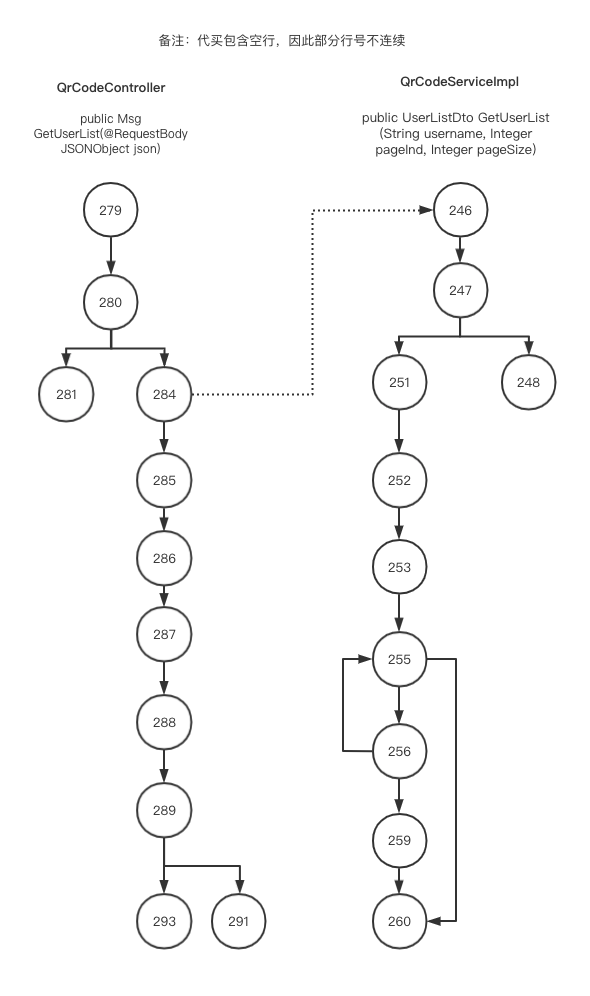 备注：代买包含空行，因此部分行号不连续
QrCodeController
public Msg
GetUserList(@RequestBody
JSONObject json)
279
280
281
284
285
286
287
288
289
293
291
QrCodeServiceImpl
public UserListDto GetUserList
(String username, Integer
pageInd, Integer pageSize)
246
247
251
248
252
253
255
256
259
260